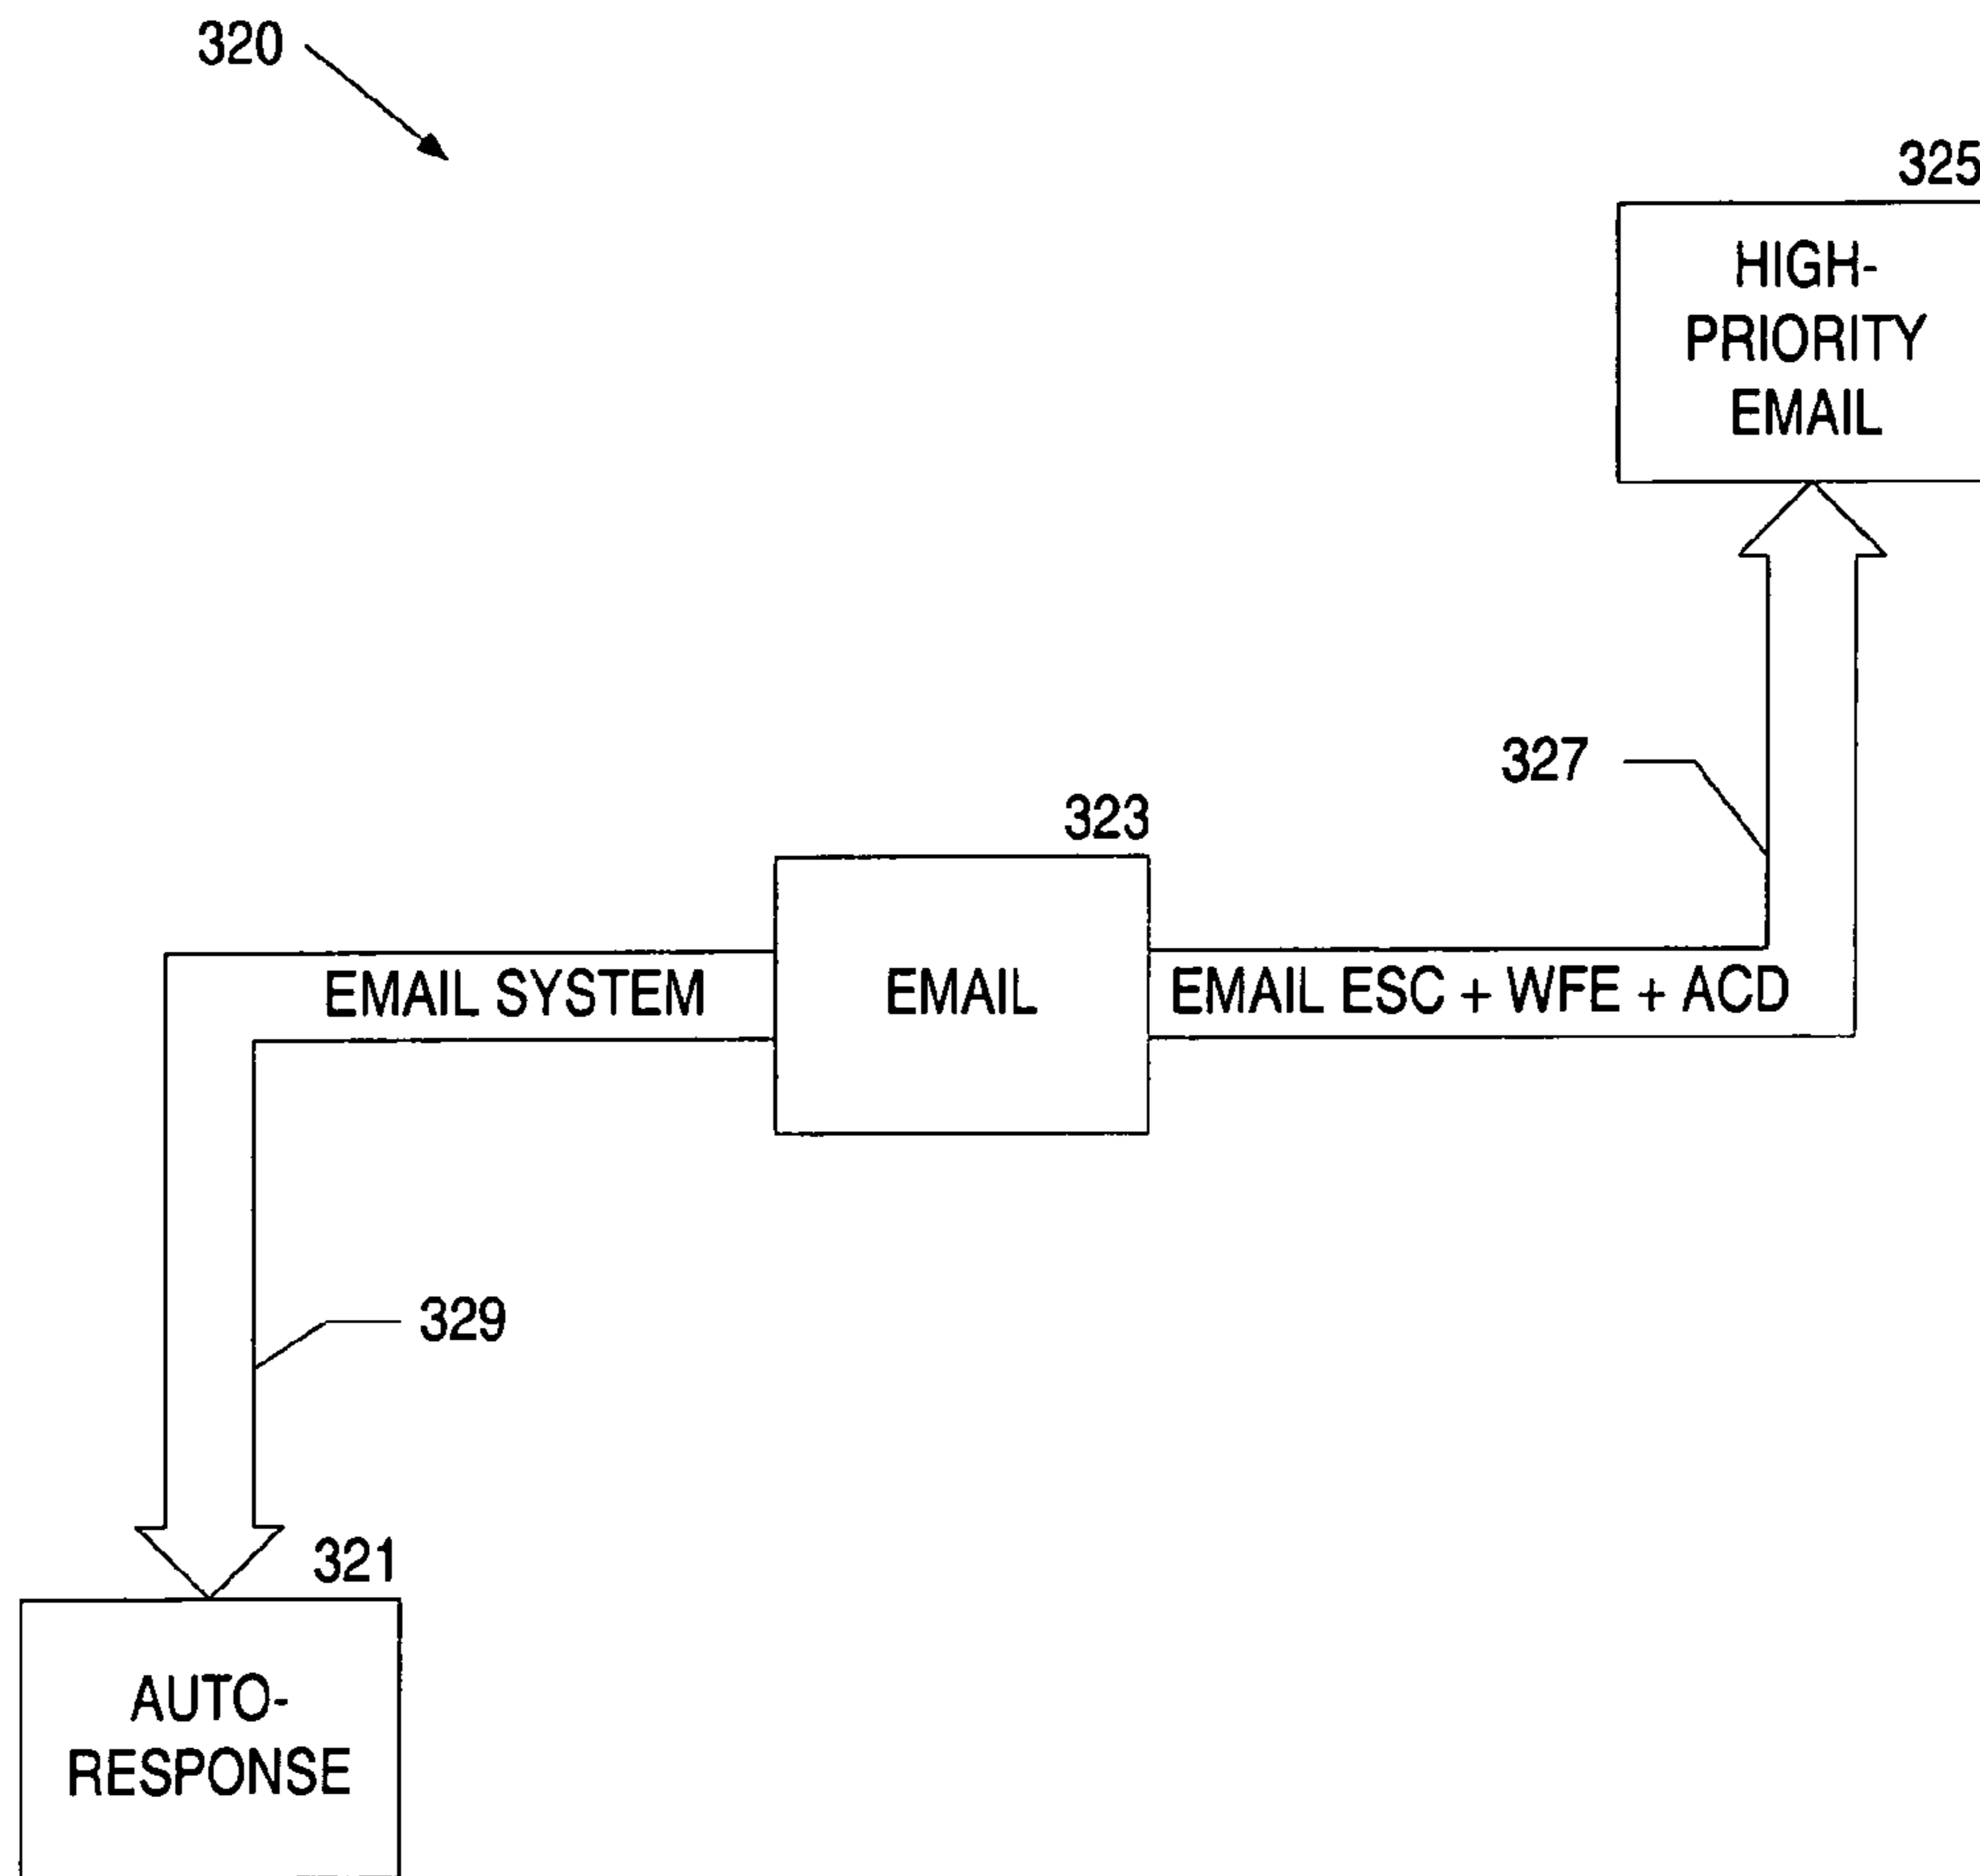 320
325
HIGH-
PRIORITY
EMAIL
327
323
EMAIL SYSTEM
EMAIL
EMAIL ESC + WFE + ACD
329
321
AUTO-
RESPONSE